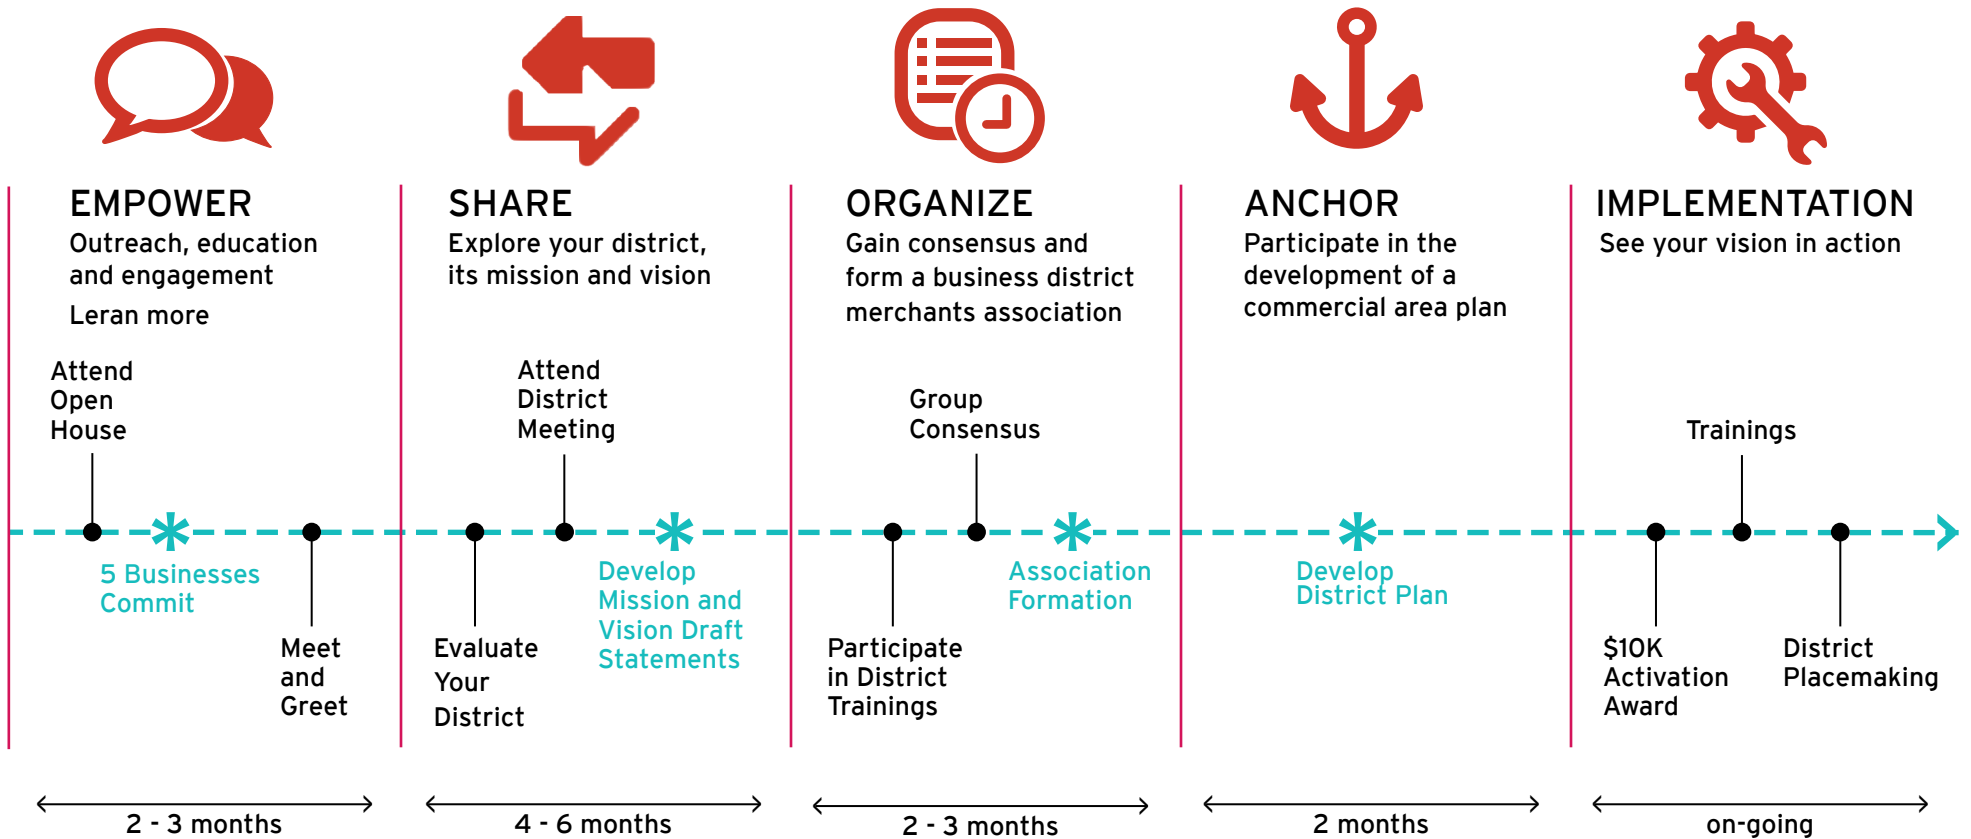 EMPOWER
Outreach, education
and engagement
Leran more
SHARE
Explore your district,
its mission and vision
ORGANIZE
Gain consensus and
form a business district
merchants association
ANCHOR
Participate in the
development of a
commercial area plan
IMPLEMENTATION
See your vision in action
Attend
Open
House
5 Businesses
Commit
Meet
and
Greet
Evaluate
Your
District
Attend
District
Meeting
Develop
Mission and
Vision Draft
Statements
Participate
in District
Trainings
Group
Consensus
Association
Formation
Develop
District Plan
$10K
Activation
Award
Trainings
District
Placemaking
2 - 3 months
4 - 6 months
2 - 3 months
2 months
on-going